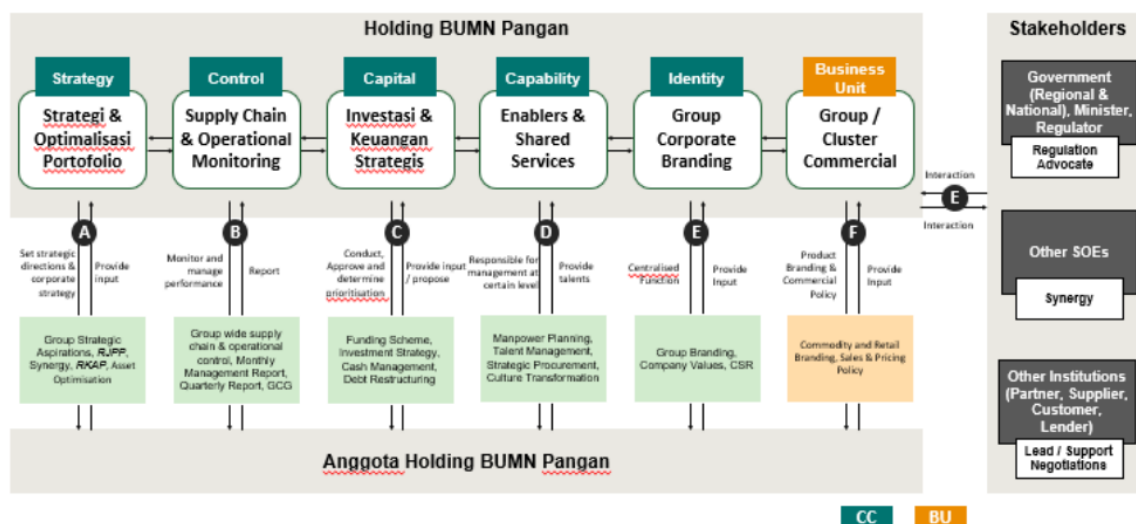 Holding BUMN Pangan
Stakeholders
Strategy
Control
Capital
Capability
Identity
Business
Unit
Strategi &
Optimalisasi
Portofolio
Supply Chain
& Operational
Monitoring
Investasi &
Keuangan
Strategis
Enablers &
Shared
Services
Group
Corporate
Branding
Group /
Cluster
Commercial
Government
(Regional &
National), Minister,
Regulator
Regulation
Advocate
Interaction
E
Interaction
Other SOEs
Synergy
Other Institutions
(Partner, Supplier,
Customer,
Lender)
Lead / Support
Negotiations
A
B
C
D
E
F
Set strategic
directions &
corporate
strategy
Provide
input
Monitor and
manage
performance
Report
Conduct,
Approve and
determine
prioritisation
Provide input
/ propose
Responsible for
management at
certain level
Provide
talents
Centralised
Function
Provide
Input
Product
Branding &
Commercial
Policy
Provide
Input
Group Strategic
Aspirations, RJPP,
Synergy, RKAP, Asset
Optimisation
Group wide supply
chain & operational
control, Monthly
Management Report,
Quarterly Report, GCG
Funding Scheme,
Investment Strategy,
Cash Management,
Debt Restructuring
Manpower Planning,
Talent Management,
Strategic Procurement,
Culture Transformation
Group Branding,
Company Values, CSR
Commodity and Retail
Branding, Sales & Pricing
Policy
Anggota Holding BUMN Pangan
CC
BU